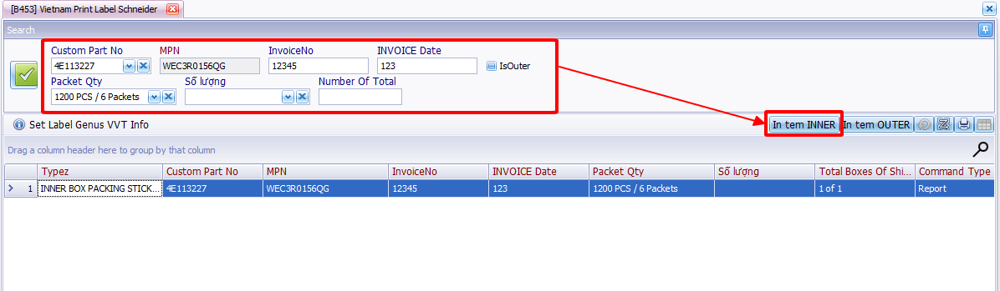 [B453] Vietnam Print Label Schneider
Search
Custom Part No MPN InvoiceNo INVOICE Date
4E113227 WEC3R0156QG 12345 123 IsOuter
Packet Qty Số lượng Number Of Total
1200 PCS / 6 Packets
Set Label Genus VVT Info In tem INNER In tem OUTER
Drag a column header here to group by that column
Typez Custom Part No MPN InvoiceNo INVOICE Date Packet Qty Số lượng Total Boxes Of Shi... Command Type
1 INNER BOX PACKING STICK... 4E113227 WEC3R0156QG 12345 123 1200 PCS / 6 Packets 1 of 1 Report